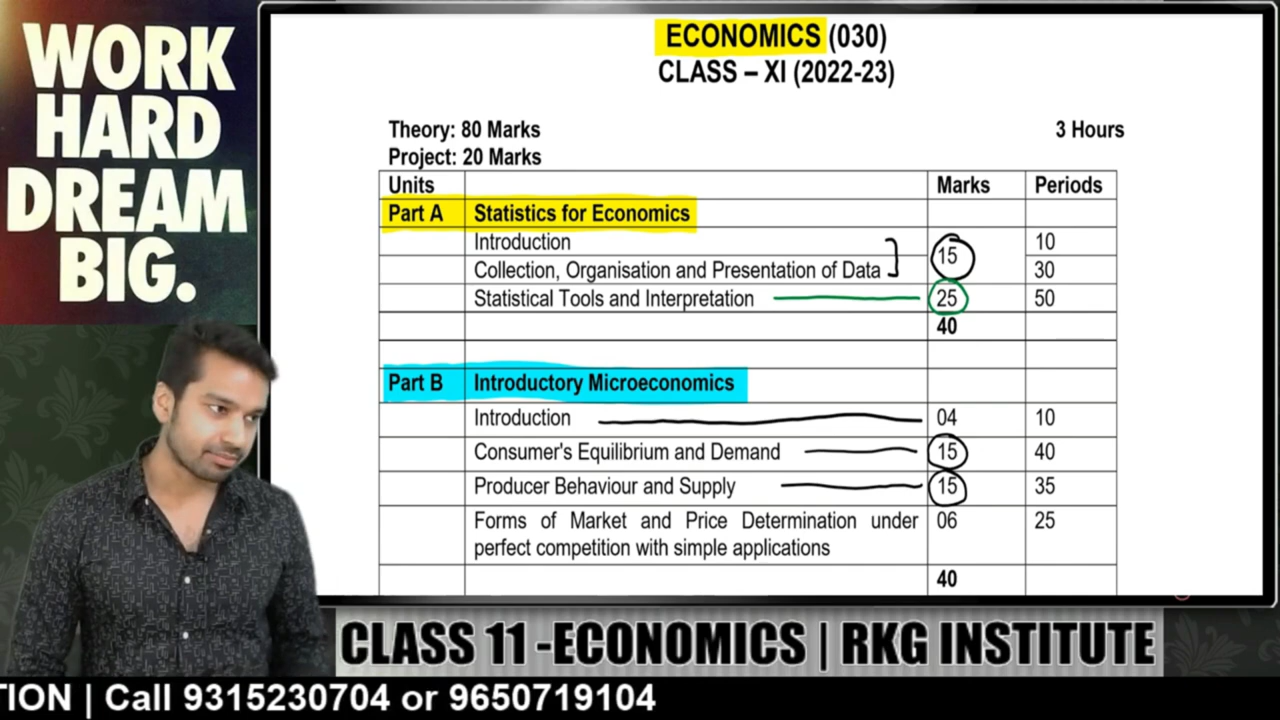 WORK
HARD
DREAM
BIG.
ECONOMICS (030)
CLASS – XI (2022-23)
Theory: 80 Marks 3 Hours
Project: 20 Marks
Units Marks Periods
Part A Statistics for Economics
Introduction 15 10
Collection, Organisation and Presentation of Data 30
Statistical Tools and Interpretation 25 50
40
Part B Introductory Microeconomics
Introduction 04 10
Consumer's Equilibrium and Demand 15 40
Producer Behaviour and Supply 15 35
Forms of Market and Price Determination under 06 25
perfect competition with simple applications
40
CLASS 11 -ECONOMICS | RKG INSTITUTE
TION | Call 9315230704 or 9650719104